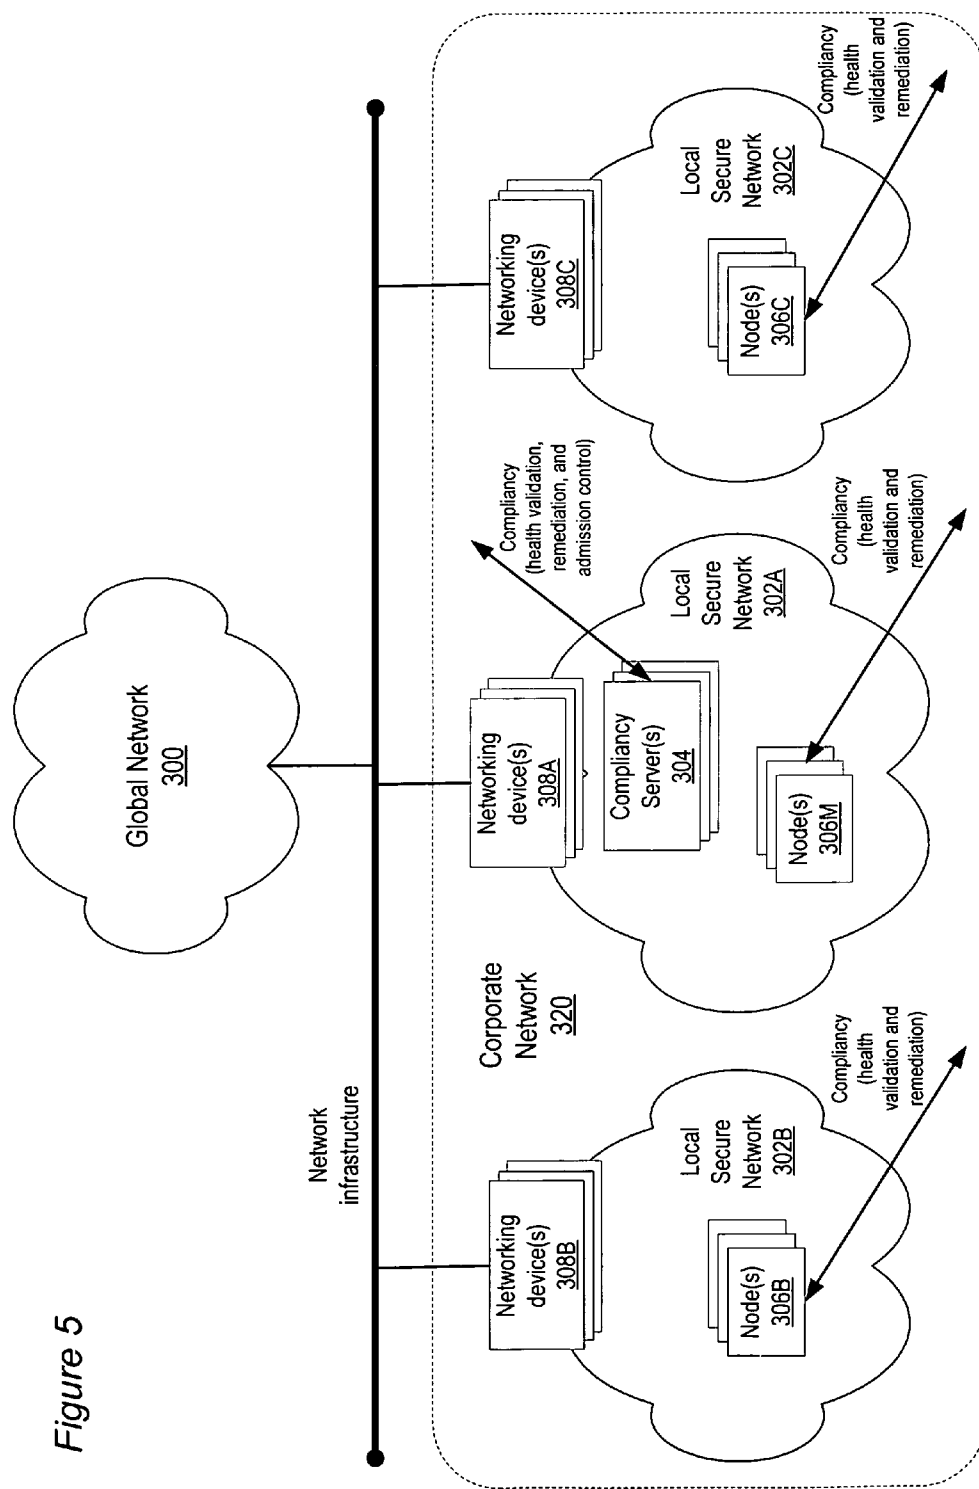 Figure 5
Global Network
300
Network
infrastructure
Corporate
Network
320
Networking
device(s)
308B
Local
Secure
Network
302B
Node(s)
306B
Compliancy
(health
validation and
remediation)
Networking
device(s)
308A
Compliancy
(health validation,
remediation, and
admission control)
Compliancy
Server(s)
304
Local
Secure
Network
302A
Node(s)
306M
Compliancy
(health
validation and
remediation)
Networking
device(s)
308C
Local
Secure
Network
302C
Node(s)
306C
Compliancy
(health
validation and
remediation)